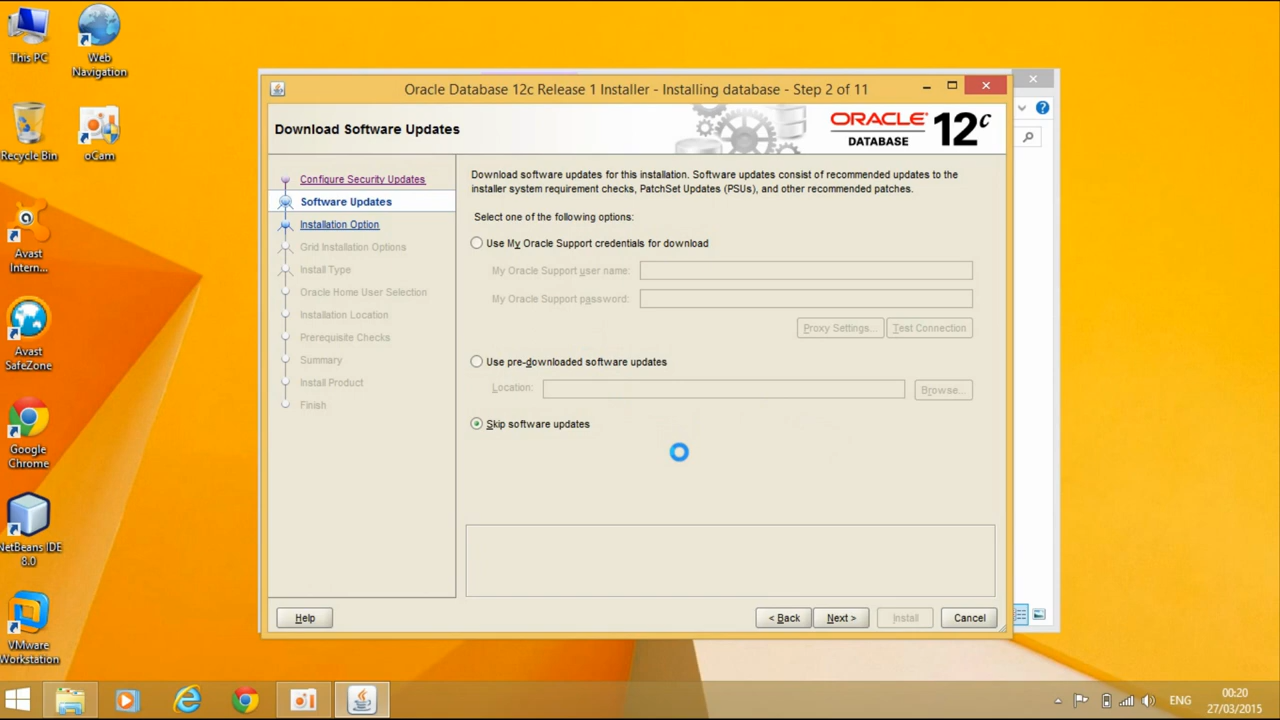 This PC
Web
Navigation
Recycle Bin
oCam
Avast
Intern...
Avast
SafeZone
Google
Chrome
NetBeans IDE
8.0
VMware
Workstation
Oracle Database 12c Release 1 Installer - Installing database - Step 2 of 11
Download Software Updates
ORACLE
DATABASE
12c
Configure Security Updates
Software Updates
Installation Option
Grid Installation Options
Install Type
Oracle Home User Selection
Installation Location
Prerequisite Checks
Summary
Install Product
Finish
Download software updates for this installation. Software updates consist of recommended updates to the
installer system requirement checks, PatchSet Updates (PSUs), and other recommended patches.
Select one of the following options:
Use My Oracle Support credentials for download
My Oracle Support user name:
My Oracle Support password:
Proxy Settings...
Test Connection
Use pre-downloaded software updates
Location:
Browse...
Skip software updates
Help
< Back
Next >
Install
Cancel
ENG
00:20
27/03/2015